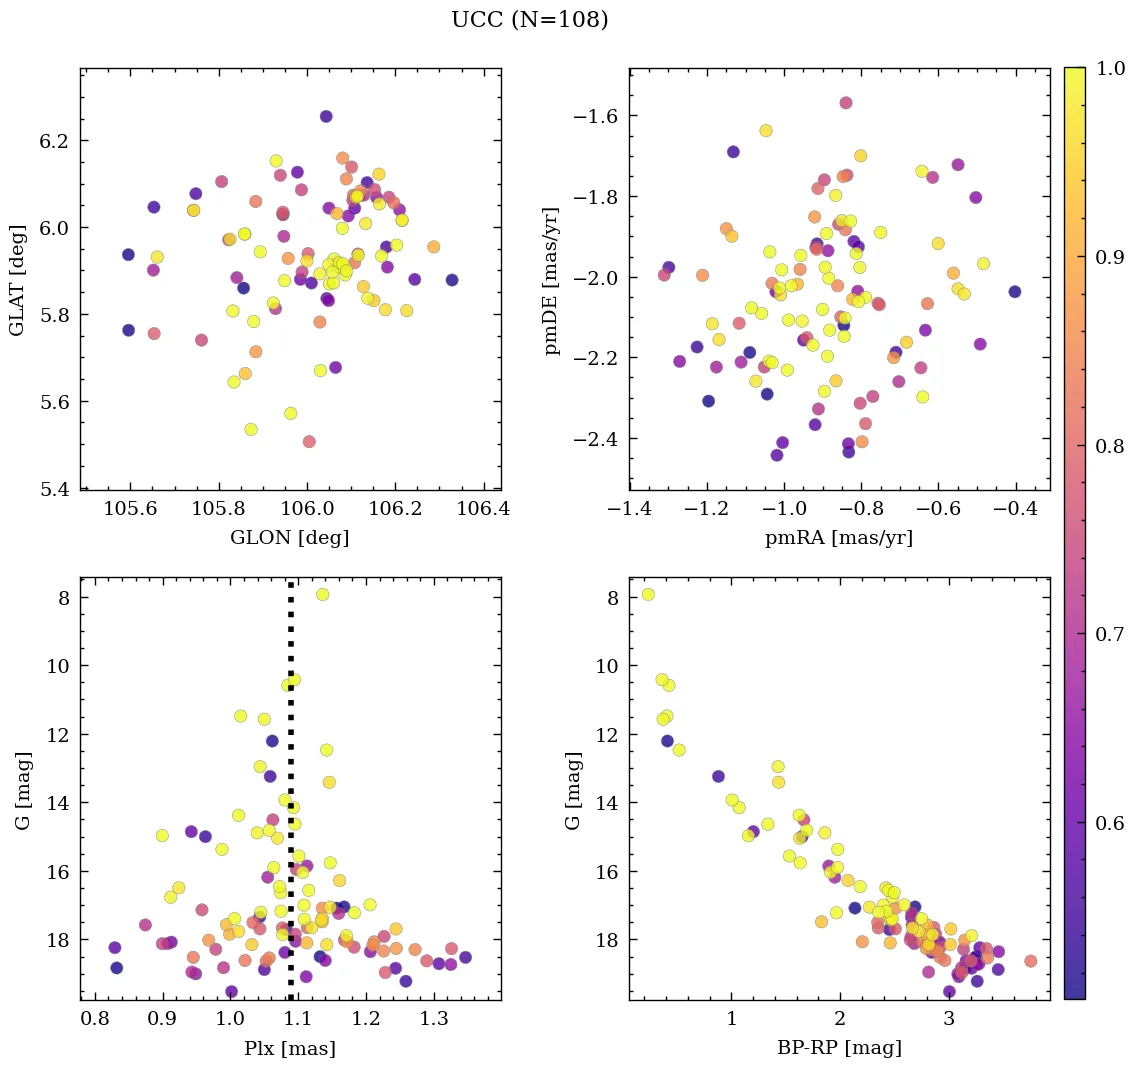 UCC (N=108)
6.2
6.0
5.8
5.6
5.4
GLAT [deg]
105.6 105.8 106.0 106.2 106.4
GLON [deg]
−1.6
−1.8
−2.0
−2.2
−2.4
pmDE [mas/yr]
−1.4 −1.2 −1.0 −0.8 −0.6 −0.4
pmRA [mas/yr]
1.0
0.9
0.8
0.7
0.6
8
10
12
14
16
18
G [mag]
0.8 0.9 1.0 1.1 1.2 1.3
Plx [mas]
8
10
12
14
16
18
G [mag]
1 2 3
BP-RP [mag]